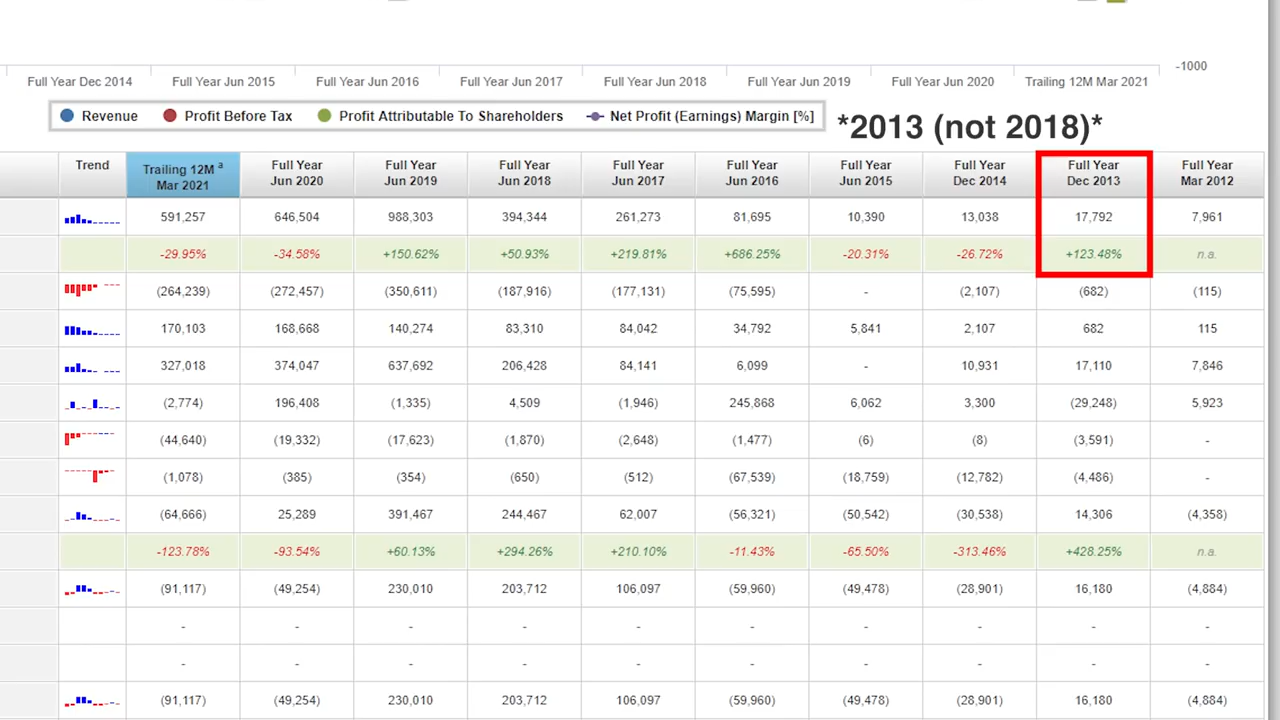 -1000
Full Year Dec 2014 Full Year Jun 2015 Full Year Jun 2016 Full Year Jun 2017 Full Year Jun 2018 Full Year Jun 2019 Full Year Jun 2020 Trailing 12M Mar 2021
Revenue Profit Before Tax Profit Attributable To Shareholders Net Profit (Earnings) Margin [%]
*2013 (not 2018)*
Trend Trailing 12M a Full Year Full Year Full Year Full Year Full Year Full Year Full Year Full Year Full Year
Mar 2021 Jun 2020 Jun 2019 Jun 2018 Jun 2017 Jun 2016 Jun 2015 Dec 2014 Dec 2013 Mar 2012
591,257 646,504 988,303 394,344 261,273 81,695 10,390 13,038 17,792 7,961
-29.95% -34.58% +150.62% +50.93% +219.81% +686.25% -20.31% -26.72% +123.48% n.a.
(264,239) (272,457) (350,611) (187,916) (177,131) (75,595) - (2,107) (682) (115)
170,103 168,668 140,274 83,310 84,042 34,792 5,841 2,107 682 115
327,018 374,047 637,692 206,428 84,141 6,099 - 10,931 17,110 7,846
(2,774) 196,408 (1,335) 4,509 (1,946) 245,868 6,062 3,300 (29,248) 5,923
(44,640) (19,332) (17,623) (1,870) (2,648) (1,477) (6) (8) (3,591) -
(1,078) (385) (354) (650) (512) (67,539) (18,759) (12,782) (4,486) -
(64,666) 25,289 391,467 244,467 62,007 (56,321) (50,542) (30,538) 14,306 (4,358)
-123.78% -93.54% +60.13% +294.26% +210.10% -11.43% -65.50% -313.46% +428.25% n.a.
(91,117) (49,254) 230,010 203,712 106,097 (59,960) (49,478) (28,901) 16,180 (4,884)
- - - - - - - - - -
- - - - - - - - - -
(91,117) (49,254) 230,010 203,712 106,097 (59,960) (49,478) (28,901) 16,180 (4,884)